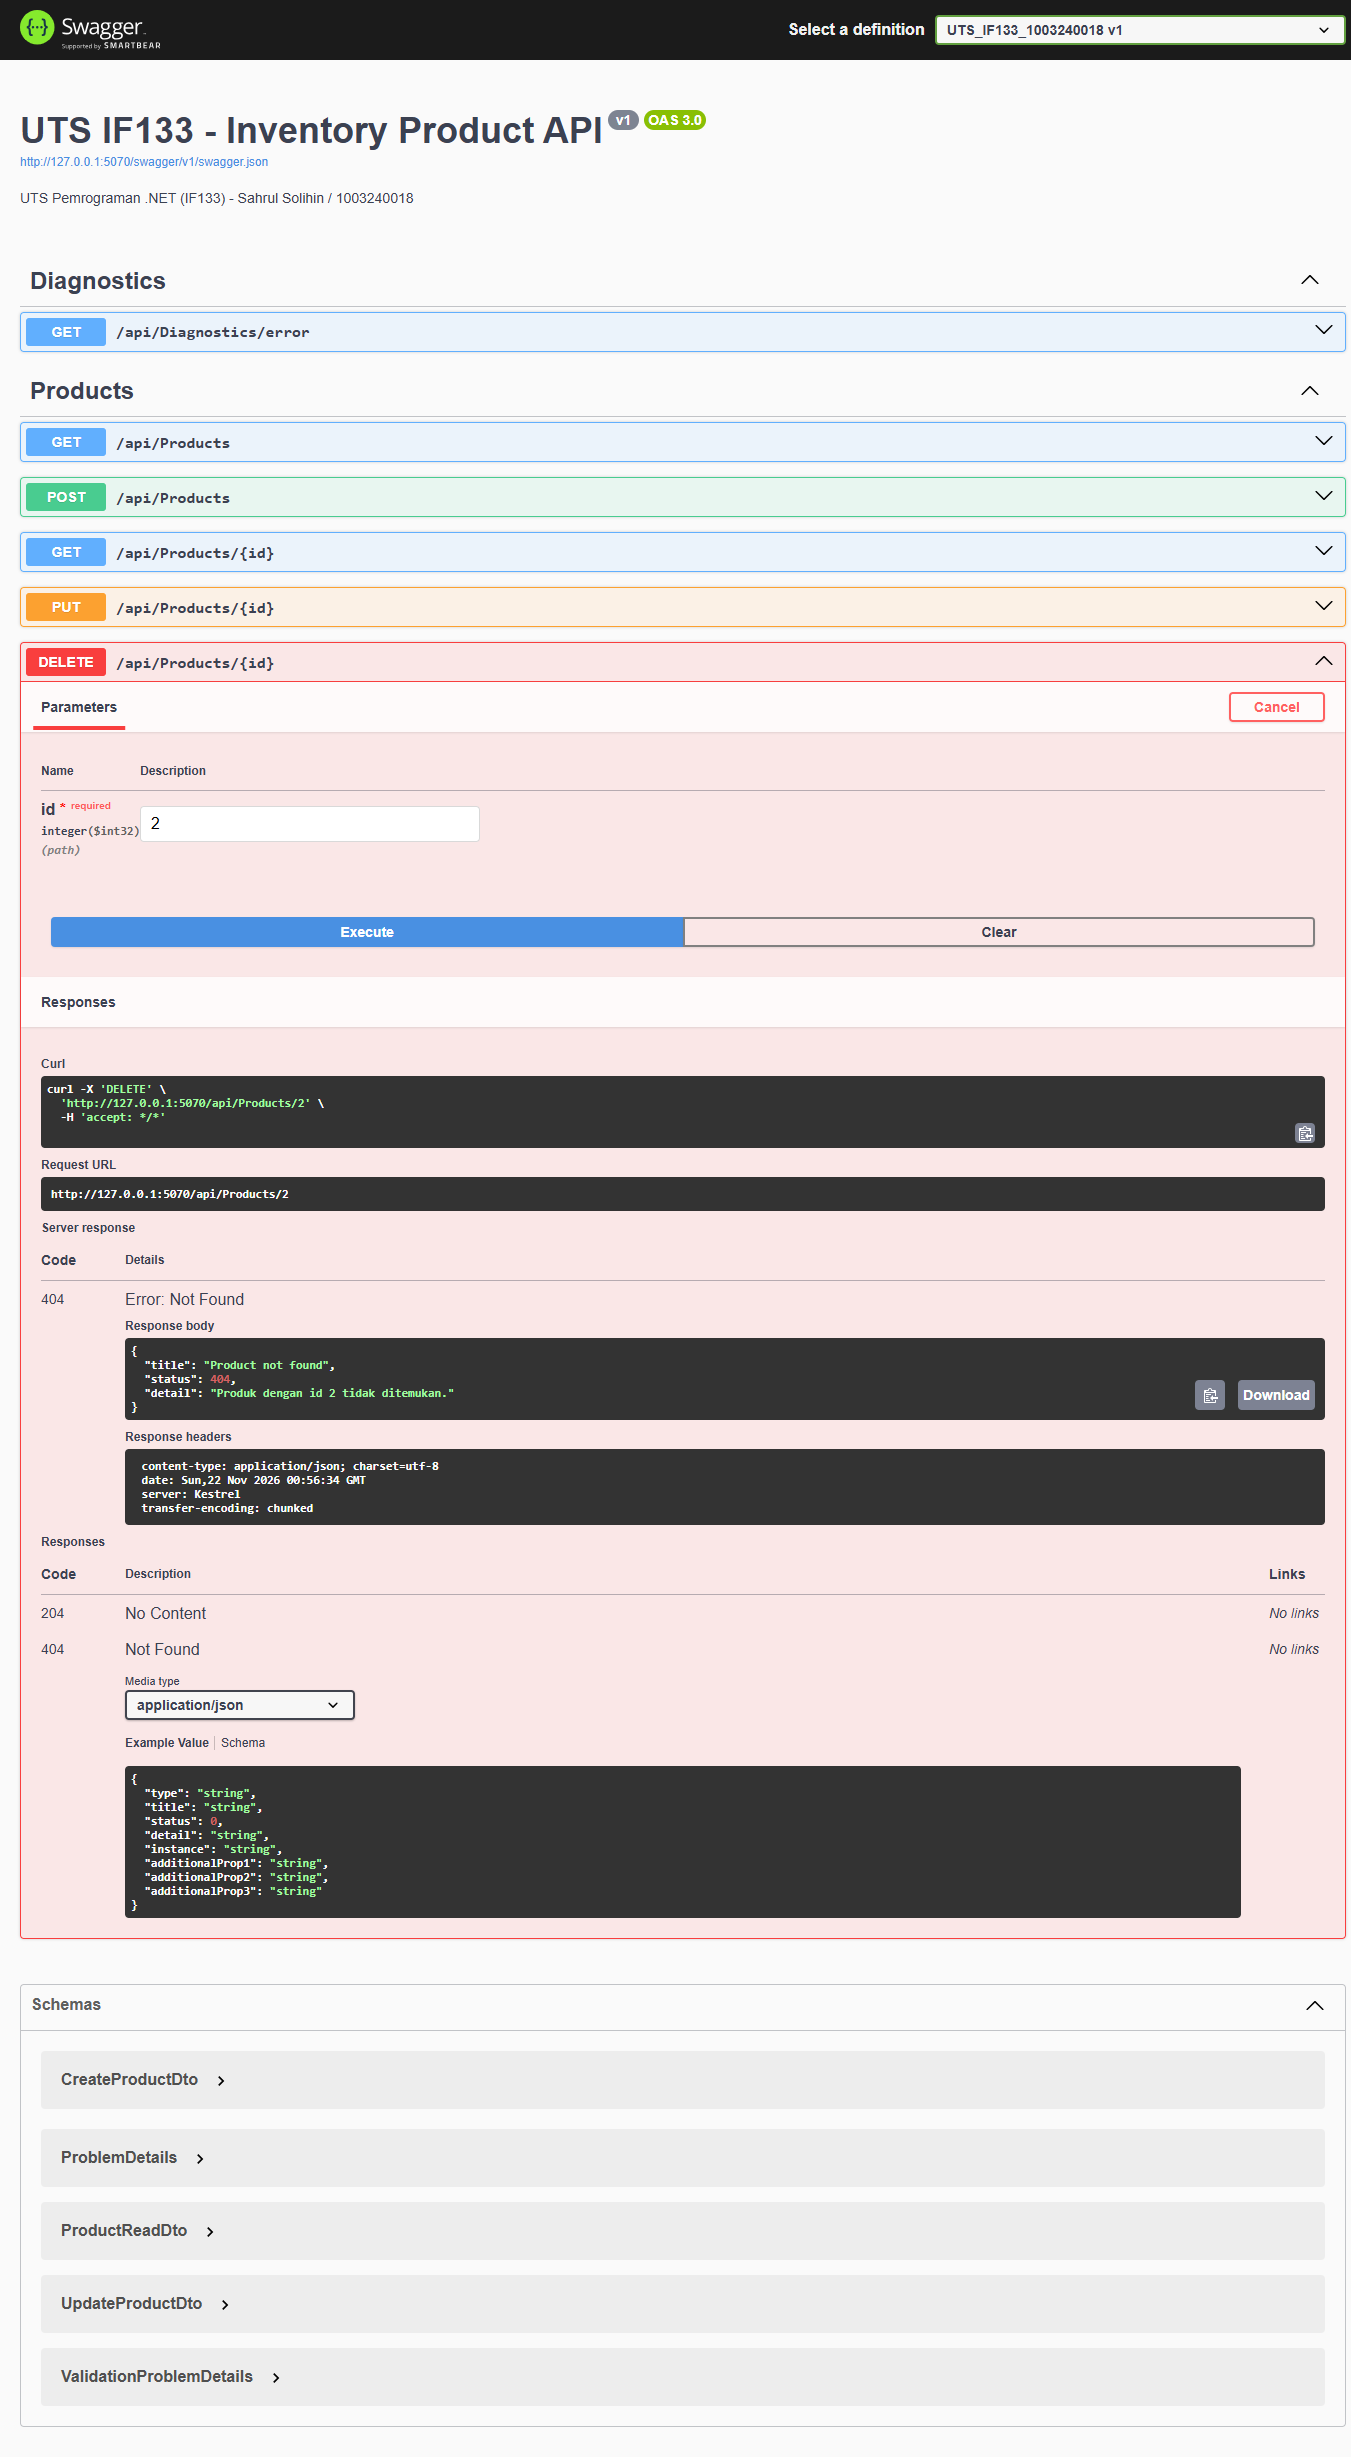 Swagger
Supported by SMARTBEAR
Select a definition
UTS_IF133_1003240018 v1
UTS IF133 - Inventory Product API v1 OAS 3.0
http://127.0.0.1:5070/swagger/v1/swagger.json
UTS Pemrograman .NET (IF133) - Sahrul Solihin / 1003240018
Diagnostics
GET /api/Diagnostics/error
Products
GET /api/Products
POST /api/Products
GET /api/Products/{id}
PUT /api/Products/{id}
DELETE /api/Products/{id}
Parameters
Cancel
Name Description
id * required
integer($int32)
(path)
2
Execute
Clear
Responses
Curl
curl -X 'DELETE' \
'http://127.0.0.1:5070/api/Products/2' \
-H 'accept: */*'
Request URL
http://127.0.0.1:5070/api/Products/2
Server response
Code Details
404 Error: Not Found
Response body
{
"title": "Product not found",
"status": 404,
"detail": "Produk dengan id 2 tidak ditemukan."
}
Download
Response headers
content-type: application/json; charset=utf-8
date: Sun,22 Nov 2026 00:56:34 GMT
server: Kestrel
transfer-encoding: chunked
Responses
Code Description Links
204 No Content No links
404 Not Found No links
Media type
application/json
Example Value Schema
{
"type": "string",
"title": "string",
"status": 0,
"detail": "string",
"instance": "string",
"additionalProp1": "string",
"additionalProp2": "string",
"additionalProp3": "string"
}
Schemas
CreateProductDto
ProblemDetails
ProductReadDto
UpdateProductDto
ValidationProblemDetails